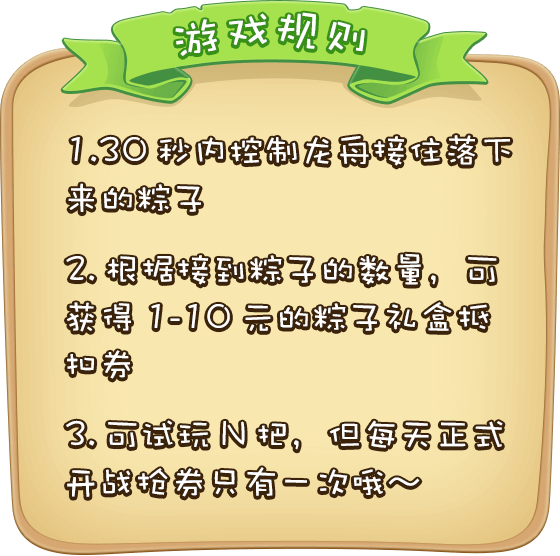 游戏规则
1.30秒内控制龙舟接住落下
来的粽子
2.根据接到粽子的数量，可
获得 1-10 元的粽子礼盒抵
扣券
3.可试玩N把，但每天正式
开战抢券只有一次哦～